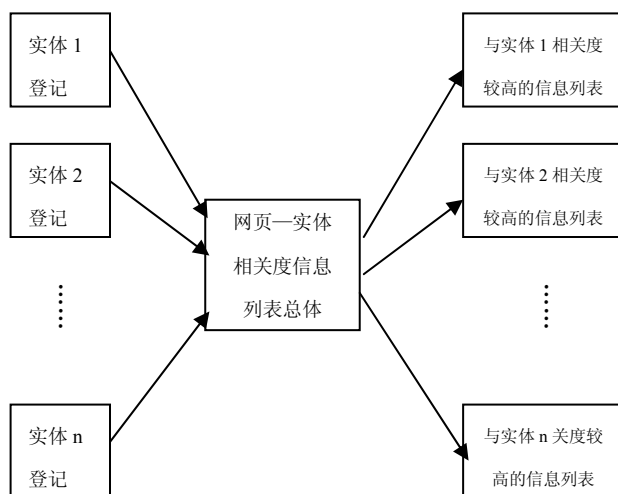 实体 1
登记
实体 2
登记
……
实体 n
登记
网页—实体
相关度信息
列表总体
与实体 1 相关度
较高的信息列表
与实体 2 相关度
较高的信息列表
……
与实体 n 关度较
高的信息列表